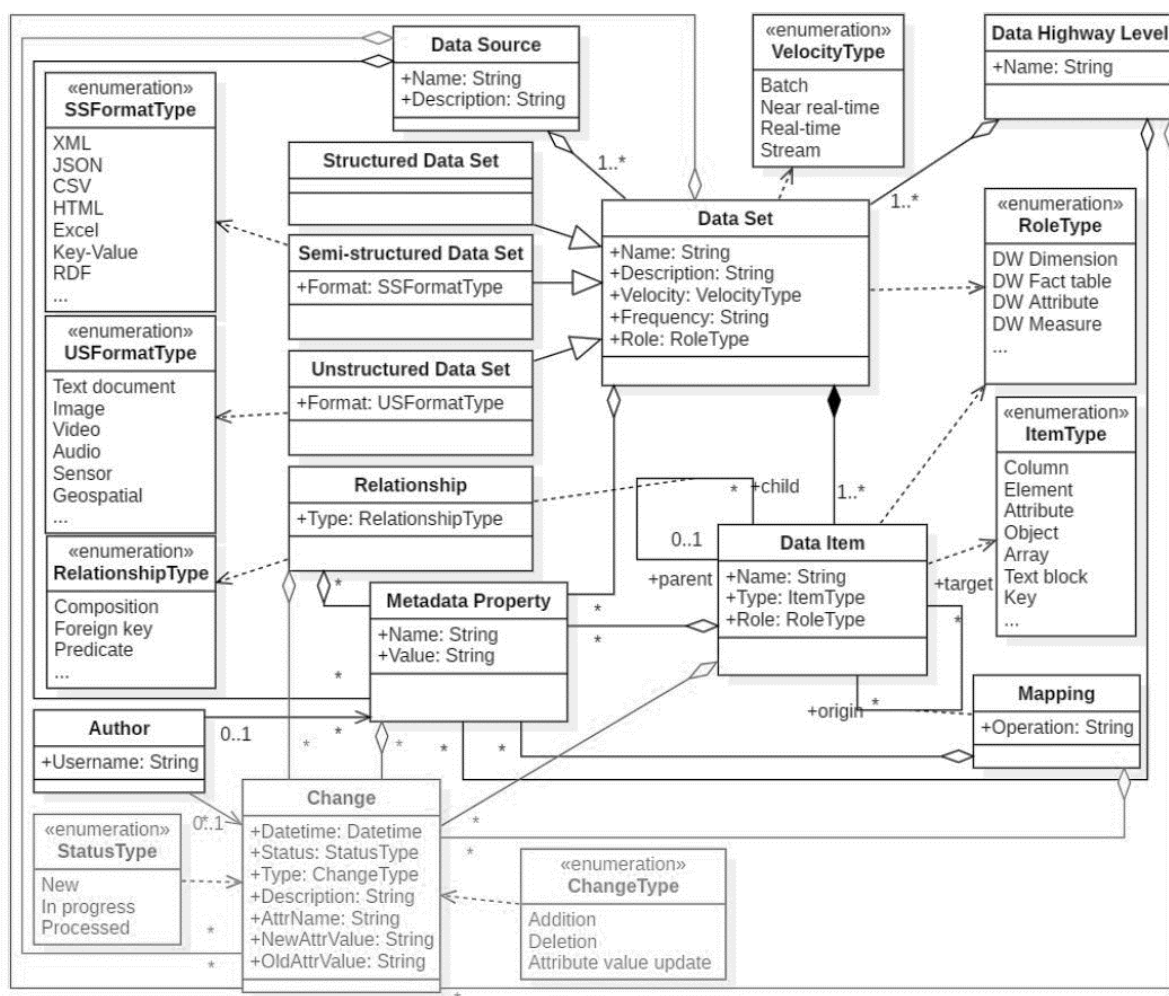 Data Source
+Name: String
+Description: String
«enumeration»
VelocityType
Batch
Near real-time
Real-time
Stream
Data Highway Level
+Name: String
«enumeration»
SSFormatType
XML
JSON
CSV
HTML
Excel
Key-Value
RDF
...
Structured Data Set
1..*
1..*
Semi-structured Data Set
+Format: SSFormatType
Data Set
+Name: String
+Description: String
+Velocity: VelocityType
+Frequency: String
+Role: RoleType
«enumeration»
RoleType
DW Dimension
DW Fact table
DW Attribute
DW Measure
...
«enumeration»
USFormatType
Text document
Image
Video
Audio
Sensor
Geospatial
...
Unstructured Data Set
+Format: USFormatType
«enumeration»
ItemType
Column
Element
Attribute
Object
Array
Text block
Key
...
Relationship
+Type: RelationshipType
* +child
1..*
0..1
+parent
Data Item
+Name: String
+Type: ItemType
+Role: RoleType
+target
*
* +origin
«enumeration»
RelationshipType
Composition
Foreign key
Predicate
...
*
Metadata Property
+Name: String
+Value: String
*
*
*
Mapping
+Operation: String
Author
+Username: String
0..1
*
*
*
*
*
Change
+Datetime: Datetime
+Status: StatusType
+Type: ChangeType
+Description: String
+AttrName: String
+NewAttrValue: String
+OldAttrValue: String
0..1
*
*
*
«enumeration»
StatusType
New
In progress
Processed
*
*
*
«enumeration»
ChangeType
Addition
Deletion
Attribute value update